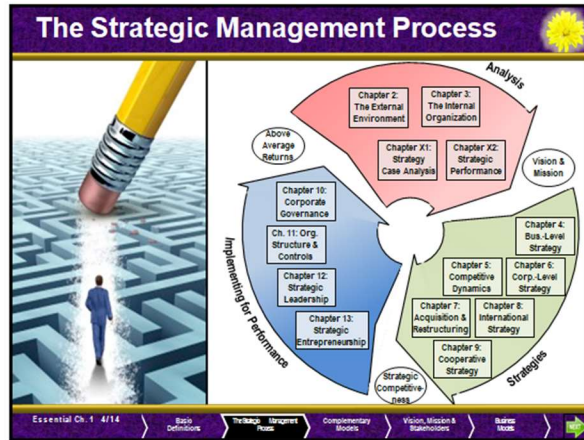 The Strategic Management Process
Analysis
Chapter 2:
The External
Environment
Chapter 3:
The Internal
Organization
Chapter X1:
Strategy
Case Analysis
Chapter X2:
Strategic
Performance
Above
Average
Returns
Vision &
Mission
Chapter 10:
Corporate
Governance
Ch. 11: Org.
Structure &
Controls
Chapter 12:
Strategic
Leadership
Chapter 13:
Strategic
Entrepreneurship
Implementing for Performance
Chapter 4:
Bus.-Level
Strategy
Chapter 5:
Competitive
Dynamics
Chapter 6:
Corp.-Level
Strategy
Chapter 7:
Acquisition &
Restructuring
Chapter 8:
International
Strategy
Chapter 9:
Cooperative
Strategy
Strategies
Strategic
Competitive-
ness
Essential Ch. 1 4/14
Basic
Definitions
The Strategic Management
Process
Complementary
Models
Vision, Mission &
Stakeholders
Business
Models
NEXT